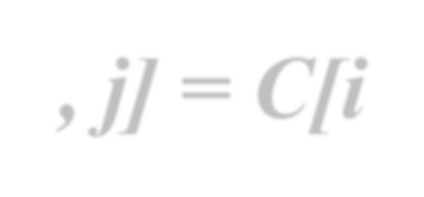 , j] = C[i